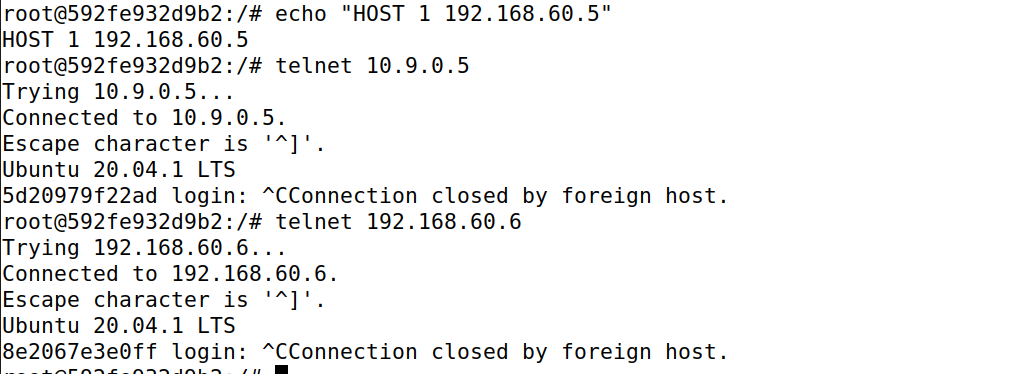 root@592fe932d9b2:/# echo "HOST 1 192.168.60.5"
HOST 1 192.168.60.5
root@592fe932d9b2:/# telnet 10.9.0.5
Trying 10.9.0.5...
Connected to 10.9.0.5.
Escape character is '^]'.
Ubuntu 20.04.1 LTS
5d20979f22ad login: ^CConnection closed by foreign host.
root@592fe932d9b2:/# telnet 192.168.60.6
Trying 192.168.60.6...
Connected to 192.168.60.6.
Escape character is '^]'.
Ubuntu 20.04.1 LTS
8e2067e3e0ff login: ^CConnection closed by foreign host.
root@592fe932d9b2:/#